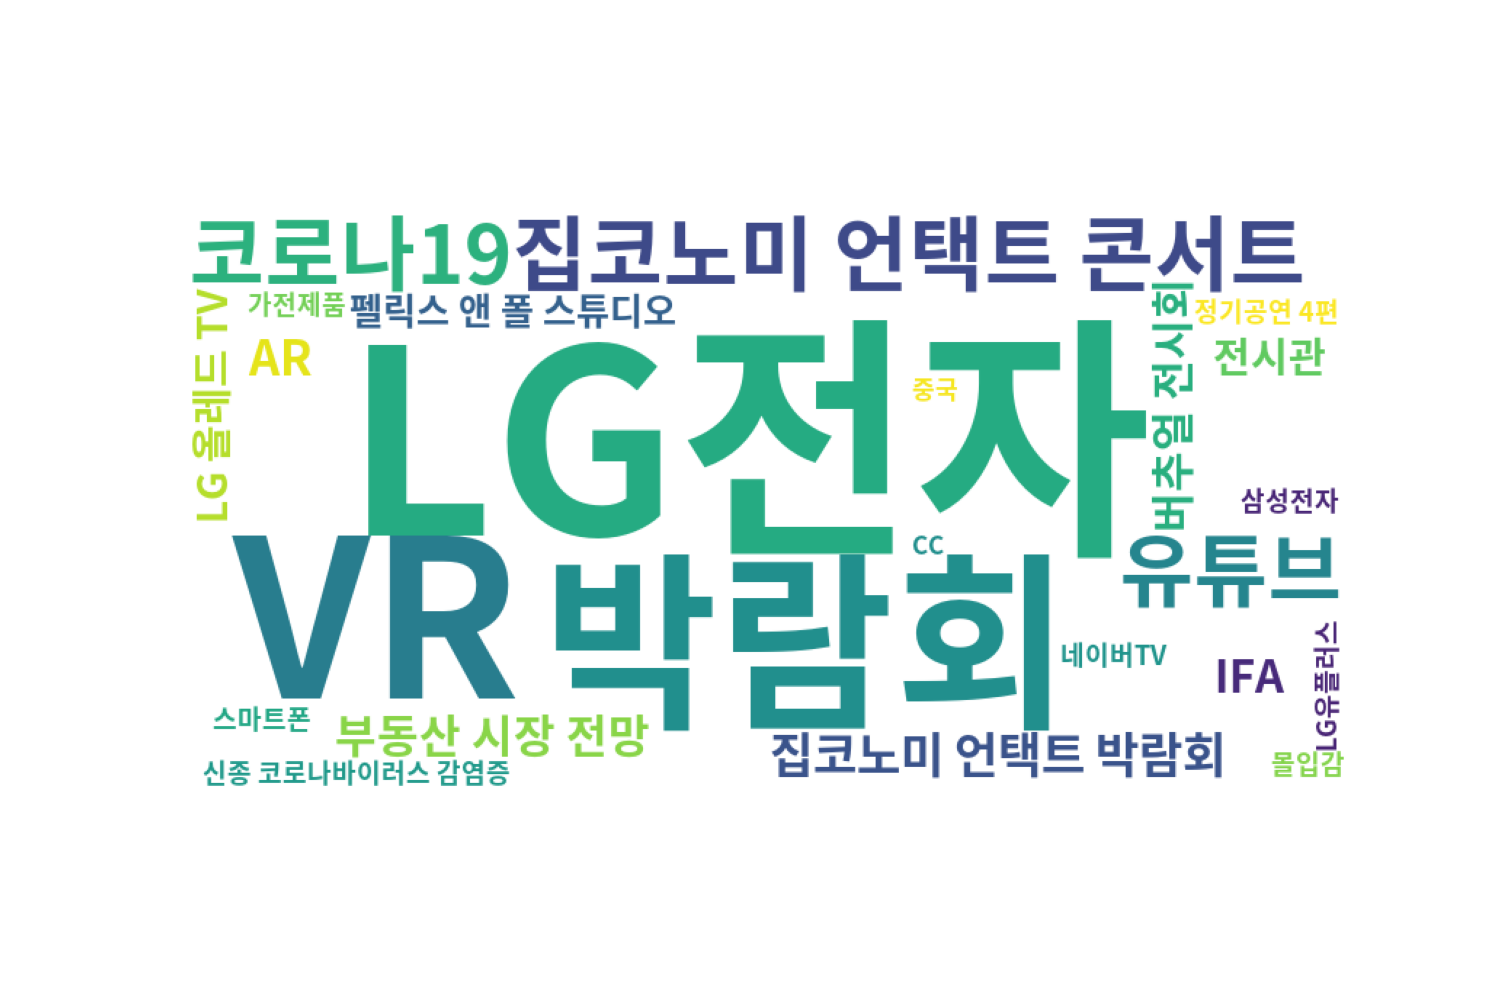 코로나19
집코노미 언택트 콘서트
LG 올레드 TV
가전제품
펠릭스 앤 폴 스튜디오
버추얼 전시회
정기공연 4편
AR
LG전자
중국
전시관
삼성전자
VR
박람회
CC
유튜브
네이버TV
IFA
LG유플러스
스마트폰
부동산 시장 전망
집코노미 언택트 박람회
몰입감
신종 코로나바이러스 감염증